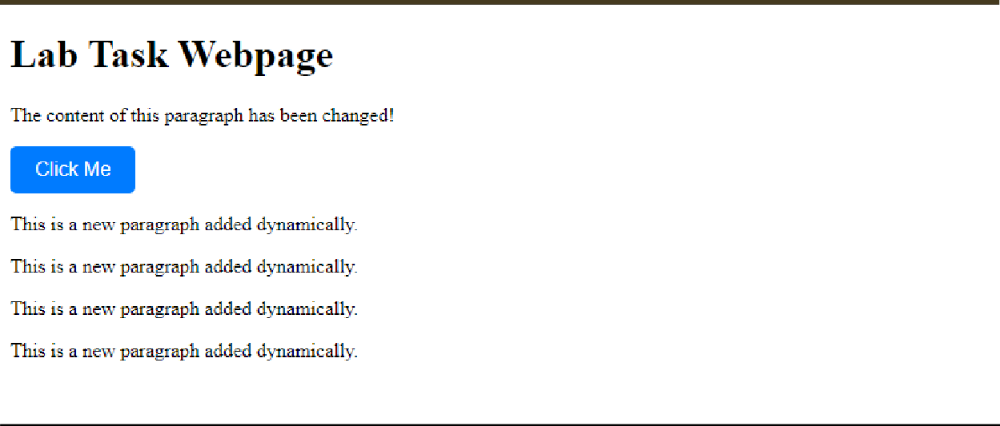 Lab Task Webpage
The content of this paragraph has been changed!
Click Me
This is a new paragraph added dynamically.
This is a new paragraph added dynamically.
This is a new paragraph added dynamically.
This is a new paragraph added dynamically.